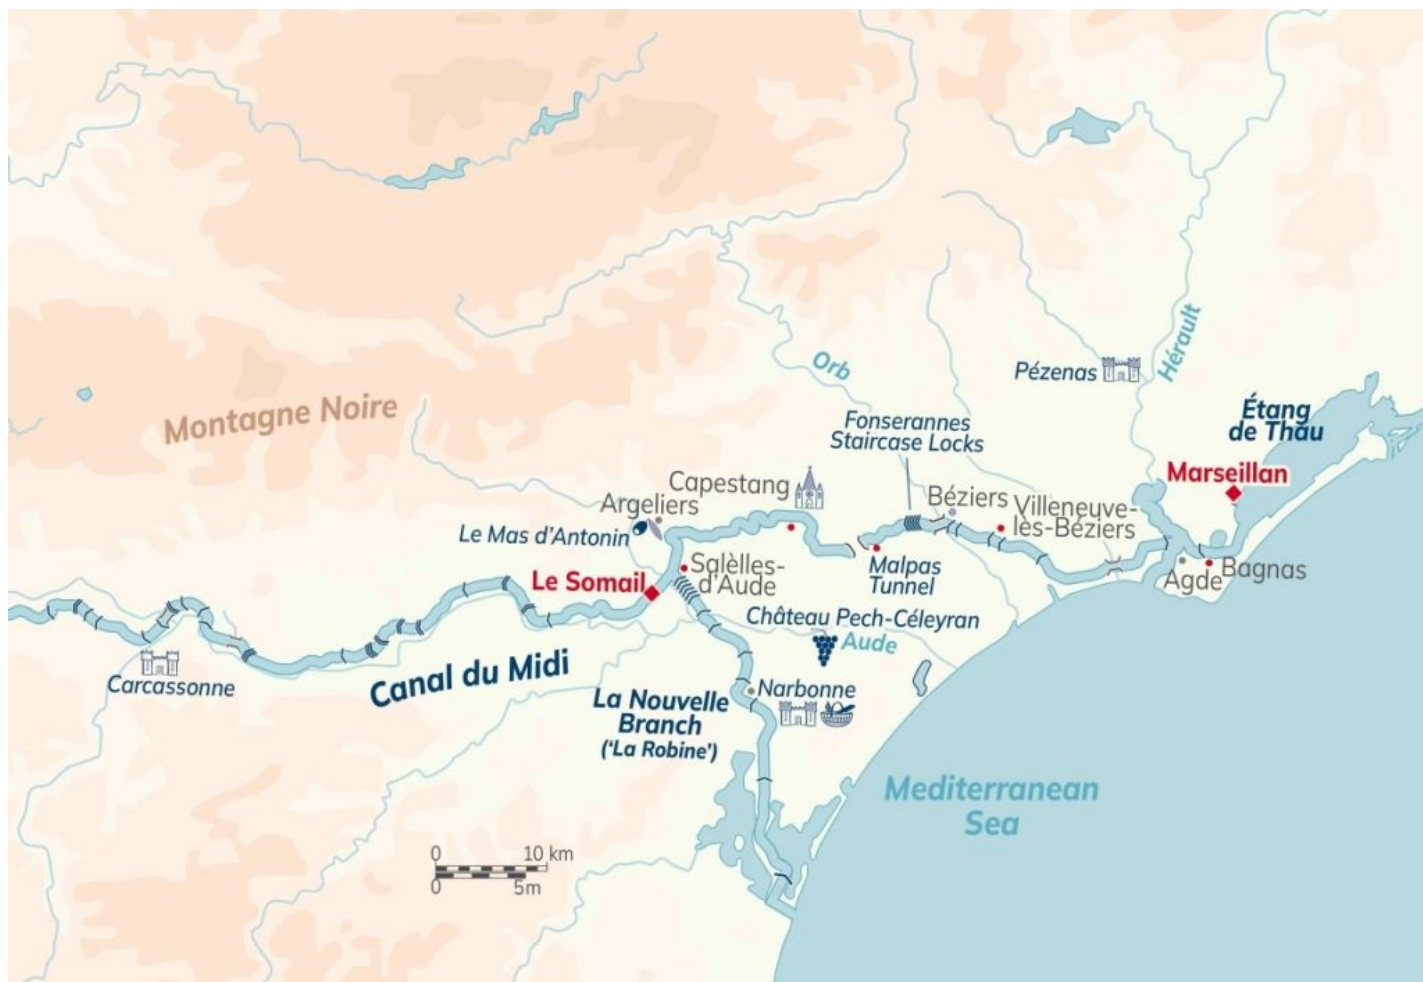 Orb
Hérault
Pézenas
Montagne Noire
Étang
de Thau
Fonserannes
Staircase Locks
Marseillan
Capestang
Argeliers
Béziers
Villeneuve-
lès-Béziers
Le Mas d'Antonin
Salèlles-
d'Aude
Malpas
Tunnel
Le Somail
Agde
Bagnas
Château Pech-Céleyran
Aude
Canal du Midi
Carcassonne
La Nouvelle
Branch
('La Robine')
Narbonne
Mediterranean
Sea
0 10 km
0 5m